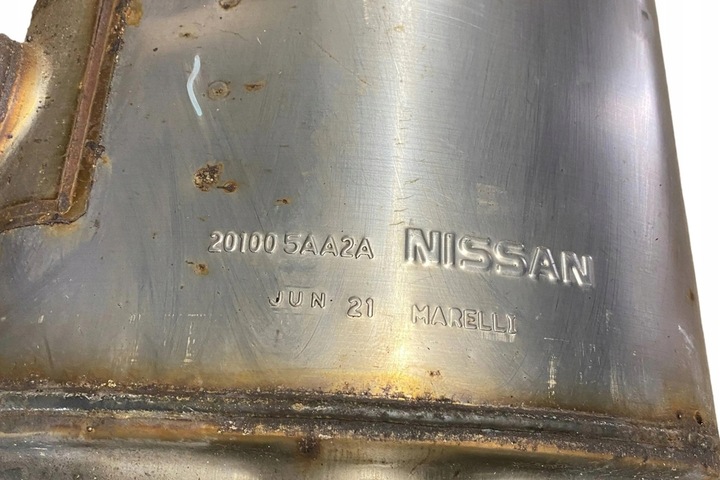 20100 5AA2A NISSAN
JUN 21 MARELLI